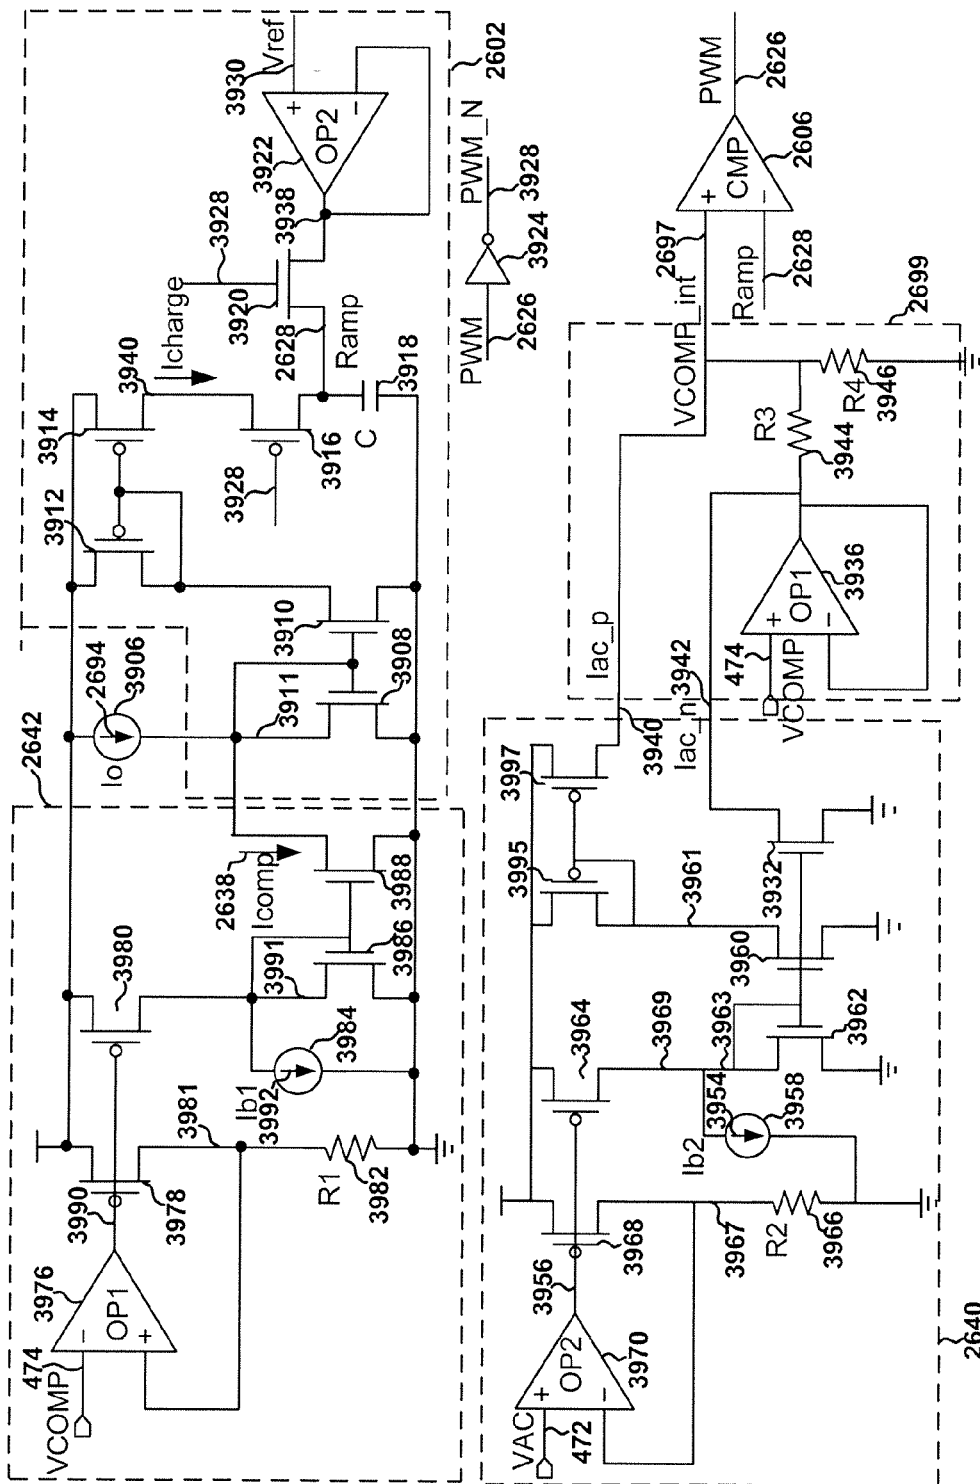 2642
3980
3990
3976
OP1
−
+
474
VCOMP
3978
3981
R1
3982
Ib1
3992
3984
3991
3986
2638
Icomp
3988
Io
2694
3906
3911
3908
3910
3912
3914
3940
Icharge
3928
3916
C
3918
2628
Ramp
3920
3928
3938
3922
OP2
+
−
3930
Vref
2602
PWM
2626
3924
PWM_N
3928
VAC
472
+
−
OP2
3970
3956
3968
3967
R2
3966
3964
3969
3963
3954
3958
Ib2
3962
3960
3961
3932
3995
3997
3940
Iac_p
Iac_n
3942
2640
474
VCOMP
+
−
OP1
3936
R3
3944
R4
3946
VCOMP_int
2697
2699
Ramp
2628
+
−
CMP
2606
PWM
2626